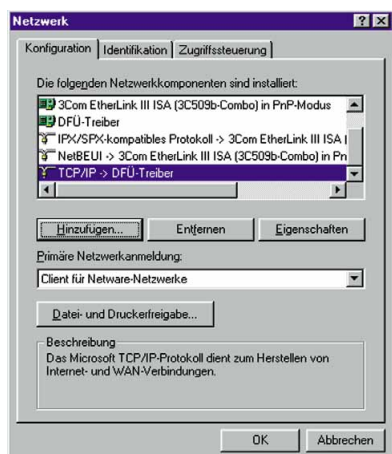 Netzwerk
Konfiguration Identifikation Zugriffssteuerung
Die folgenden Netzwerkkomponenten sind installiert:
3Com EtherLink III ISA (3C509b-Combo) in PnP-Modus
DFÜ-Treiber
IPX/SPX-kompatibles Protokoll -> 3Com EtherLink III ISA (
NetBEUI -> 3Com EtherLink III ISA (3C509b-Combo) in Pn
TCP/IP -> DFÜ-Treiber
Hinzufügen... Entfernen Eigenschaften
Primäre Netzwerkanmeldung:
Client für Netware-Netzwerke
Datei- und Druckerfreigabe...
Beschreibung
Das Microsoft TCP/IP-Protokoll dient zum Herstellen von
Internet- und WAN-Verbindungen.
OK Abbrechen